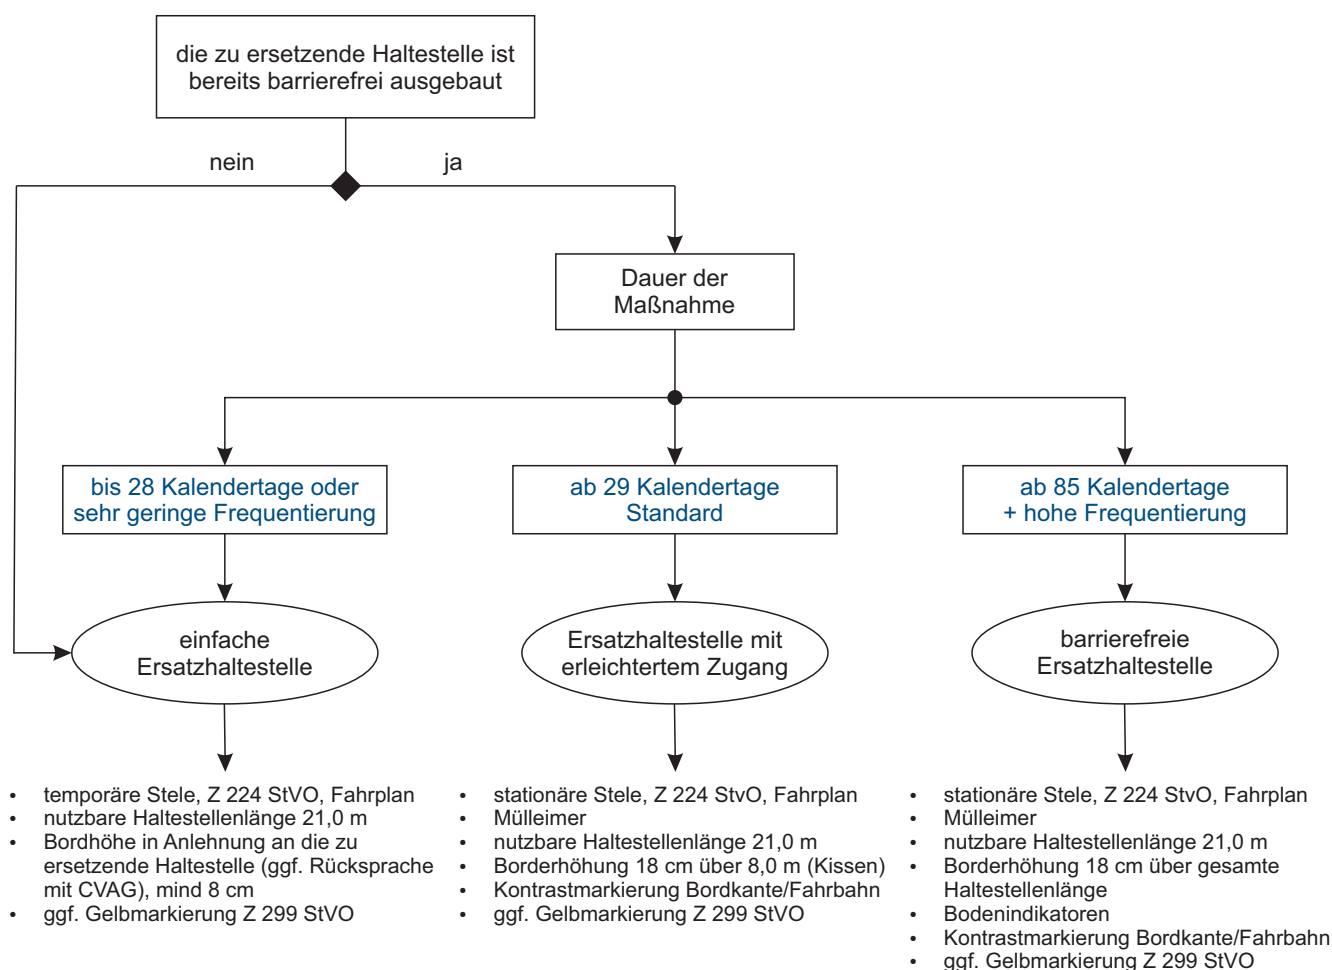 die zu ersetzende Haltestelle ist
bereits barrierefrei ausgebaut
nein
ja
Dauer der
Maßnahme
bis 28 Kalendertage oder
sehr geringe Frequentierung
ab 29 Kalendertage
Standard
ab 85 Kalendertage
+ hohe Frequentierung
einfache
Ersatzhaltestelle
Ersatzhaltestelle mit
erleichtertem Zugang
barrierefreie
Ersatzhaltestelle
• temporäre Stele, Z 224 StVO, Fahrplan
• nutzbare Haltestellenlänge 21,0 m
• Bordhöhe in Anlehnung an die zu
ersetzende Haltestelle (ggf. Rücksprache
mit CVAG), mind 8 cm
• ggf. Gelbmarkierung Z 299 StVO
• stationäre Stele, Z 224 StvO, Fahrplan
• Mülleimer
• nutzbare Haltestellenlänge 21,0 m
• Borderhöhung 18 cm über 8,0 m (Kissen)
• Kontrastmarkierung Bordkante/Fahrbahn
• ggf. Gelbmarkierung Z 299 StVO
• stationäre Stele, Z 224 StvO, Fahrplan
• Mülleimer
• nutzbare Haltestellenlänge 21,0 m
• Borderhöhung 18 cm über gesamte
Haltestellenlänge
• Bodenindikatoren
• Kontrastmarkierung Bordkante/Fahrbahn
• ggf. Gelbmarkierung Z 299 StVO